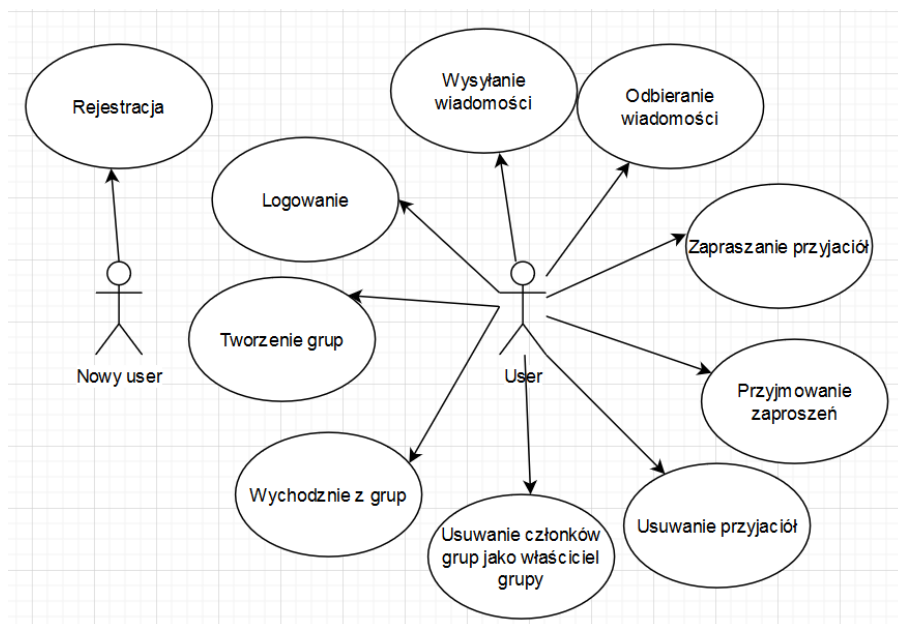 Rejestracja
Wysyłanie
wiadomości
Odbieranie
wiadomości
Logowanie
Zapraszanie przyjaciół
Tworzenie grup
Nowy user
User
Przyjmowanie
zaproszeń
Wychodznie z grup
Usuwanie członków
grup jako właściciel
grupy
Usuwanie przyjaciół